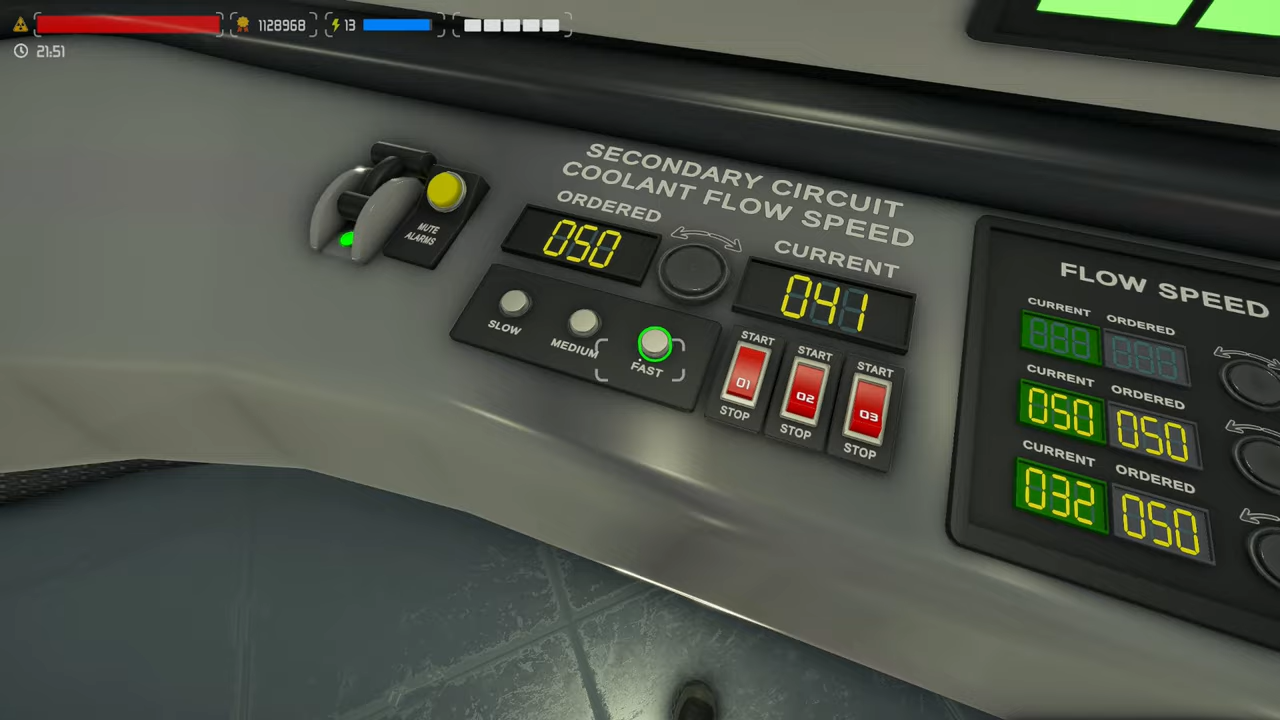 1128968
13
21:51
SECONDARY CIRCUIT
COOLANT FLOW SPEED
ORDERED
050
CURRENT
041
MUTE
ALARMS
SLOW
MEDIUM
FAST
START
01
STOP
START
02
STOP
START
03
STOP
FLOW SPEED
CURRENT ORDERED
CURRENT ORDERED
050 050
CURRENT ORDERED
032 050